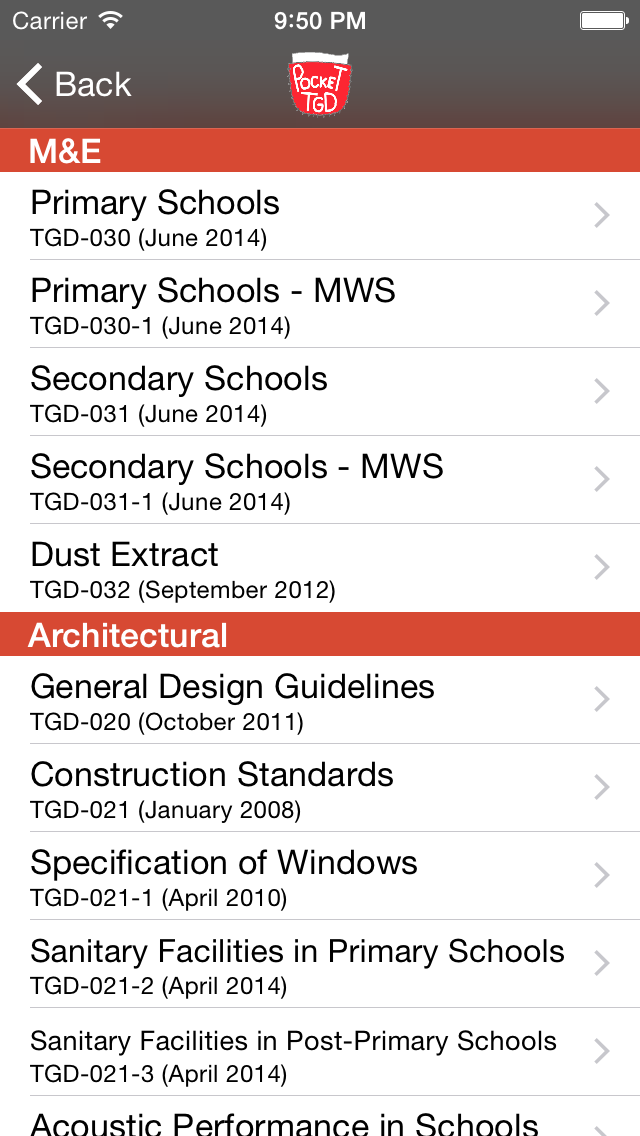 Carrier 9:50 PM
Back
POCKET
TGD
M&E
Primary Schools
TGD-030 (June 2014)
Primary Schools - MWS
TGD-030-1 (June 2014)
Secondary Schools
TGD-031 (June 2014)
Secondary Schools - MWS
TGD-031-1 (June 2014)
Dust Extract
TGD-032 (September 2012)
Architectural
General Design Guidelines
TGD-020 (October 2011)
Construction Standards
TGD-021 (January 2008)
Specification of Windows
TGD-021-1 (April 2010)
Sanitary Facilities in Primary Schools
TGD-021-2 (April 2014)
Sanitary Facilities in Post-Primary Schools
TGD-021-3 (April 2014)
Acoustic Performance in Schools